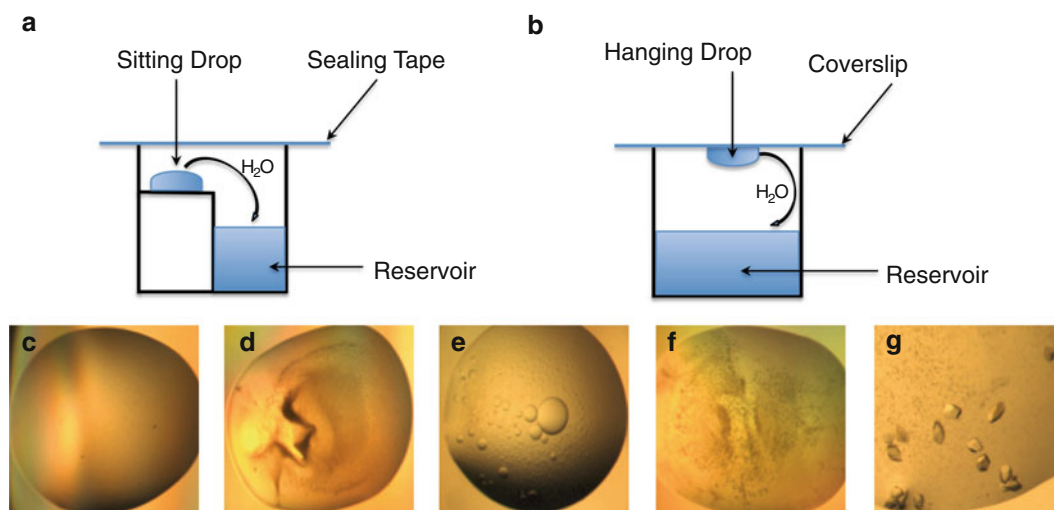 a
Sitting Drop
Sealing Tape
H₂O
Reservoir
b
Hanging Drop
Coverslip
H₂O
Reservoir
c
d
e
f
g